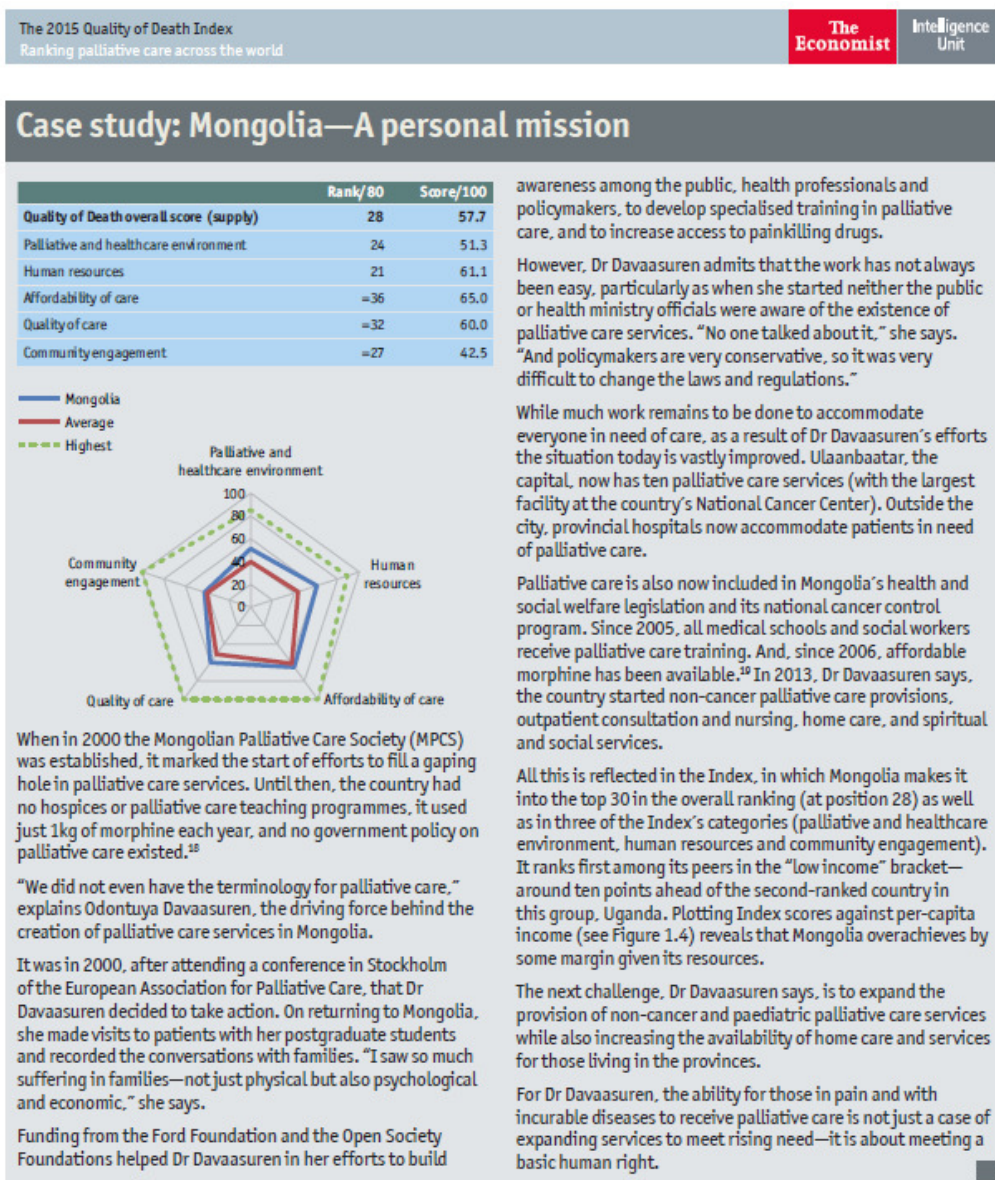 The 2015 Quality of Death Index
Ranking palliative care across the world
The
Economist
Intelligence
Unit
Case study: Mongolia—A personal mission
Rank/80 Score/100
Quality of Death overall score (supply) 28 57.7
Palliative and healthcare environment 24 51.3
Human resources 21 61.1
Affordability of care =36 65.0
Quality of care =32 60.0
Community engagement =27 42.5
Mongolia
Average
Highest
Palliative and
healthcare environment
100
80
60
40
20
0
Human
resources
Affordability of care
Quality of care
Community
engagement
When in 2000 the Mongolian Palliative Care Society (MPCS)
was established, it marked the start of efforts to fill a gaping
hole in palliative care services. Until then, the country had
no hospices or palliative care teaching programmes, it used
just 1kg of morphine each year, and no government policy on
palliative care existed.¹⁸
“We did not even have the terminology for palliative care,”
explains Odontuya Davaasuren, the driving force behind the
creation of palliative care services in Mongolia.
It was in 2000, after attending a conference in Stockholm
of the European Association for Palliative Care, that Dr
Davaasuren decided to take action. On returning to Mongolia,
she made visits to patients with her postgraduate students
and recorded the conversations with families. “I saw so much
suffering in families—not just physical but also psychological
and economic,” she says.
Funding from the Ford Foundation and the Open Society
Foundations helped Dr Davaasuren in her efforts to build
awareness among the public, health professionals and
policymakers, to develop specialised training in palliative
care, and to increase access to painkilling drugs.
However, Dr Davaasuren admits that the work has not always
been easy, particularly as when she started neither the public
or health ministry officials were aware of the existence of
palliative care services. “No one talked about it,” she says.
“And policymakers are very conservative, so it was very
difficult to change the laws and regulations.”
While much work remains to be done to accommodate
everyone in need of care, as a result of Dr Davaasuren’s efforts
the situation today is vastly improved. Ulaanbaatar, the
capital, now has ten palliative care services (with the largest
facility at the country’s National Cancer Center). Outside the
city, provincial hospitals now accommodate patients in need
of palliative care.
Palliative care is also now included in Mongolia’s health and
social welfare legislation and its national cancer control
program. Since 2005, all medical schools and social workers
receive palliative care training. And, since 2006, affordable
morphine has been available.¹⁹ In 2013, Dr Davaasuren says,
the country started non-cancer palliative care provisions,
outpatient consultation and nursing, home care, and spiritual
and social services.
All this is reflected in the Index, in which Mongolia makes it
into the top 30 in the overall ranking (at position 28) as well
as in three of the Index’s categories (palliative and healthcare
environment, human resources and community engagement).
It ranks first among its peers in the “low income” bracket—
around ten points ahead of the second-ranked country in
this group, Uganda. Plotting Index scores against per-capita
income (see Figure 1.4) reveals that Mongolia overachieves by
some margin given its resources.
The next challenge, Dr Davaasuren says, is to expand the
provision of non-cancer and paediatric palliative care services
while also increasing the availability of home care and services
for those living in the provinces.
For Dr Davaasuren, the ability for those in pain and with
incurable diseases to receive palliative care is not just a case of
expanding services to meet rising need—it is about meeting a
basic human right.